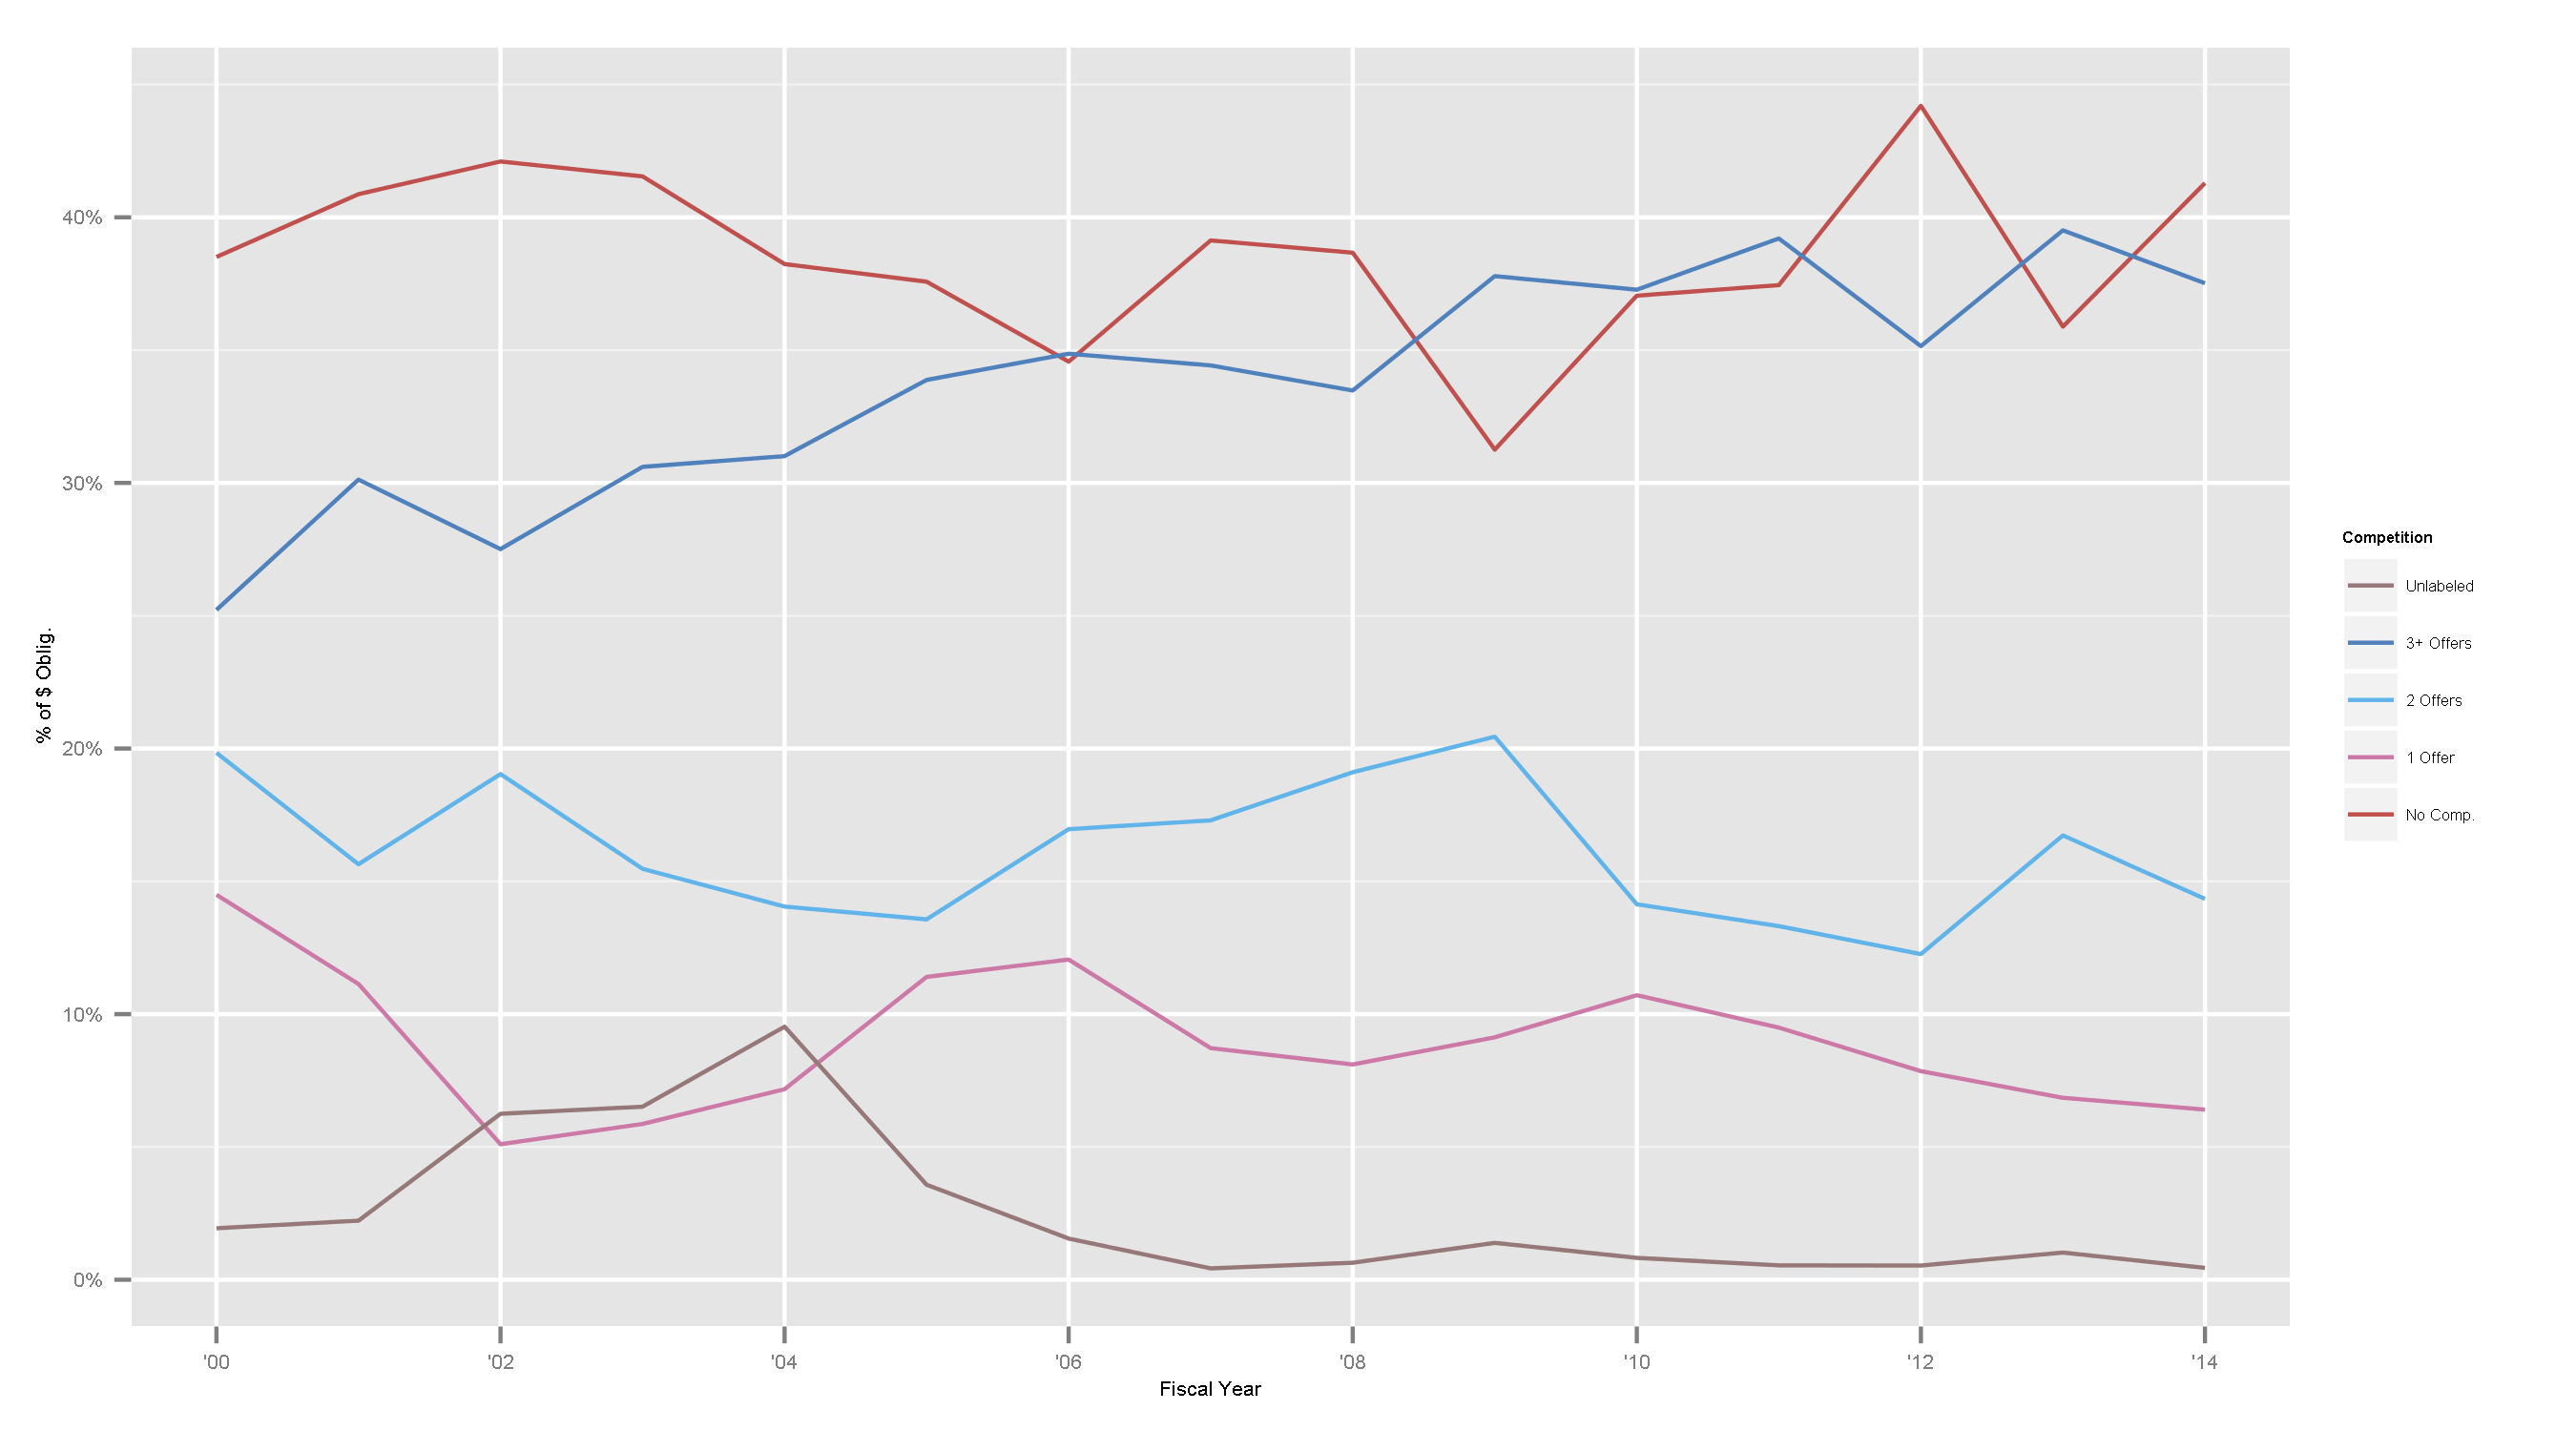 40%
30%
20%
10%
0%
% of $ Oblig.
'00 '02 '04 '06 '08 '10 '12 '14
Fiscal Year
Competition
Unlabeled
3+ Offers
2 Offers
1 Offer
No Comp.